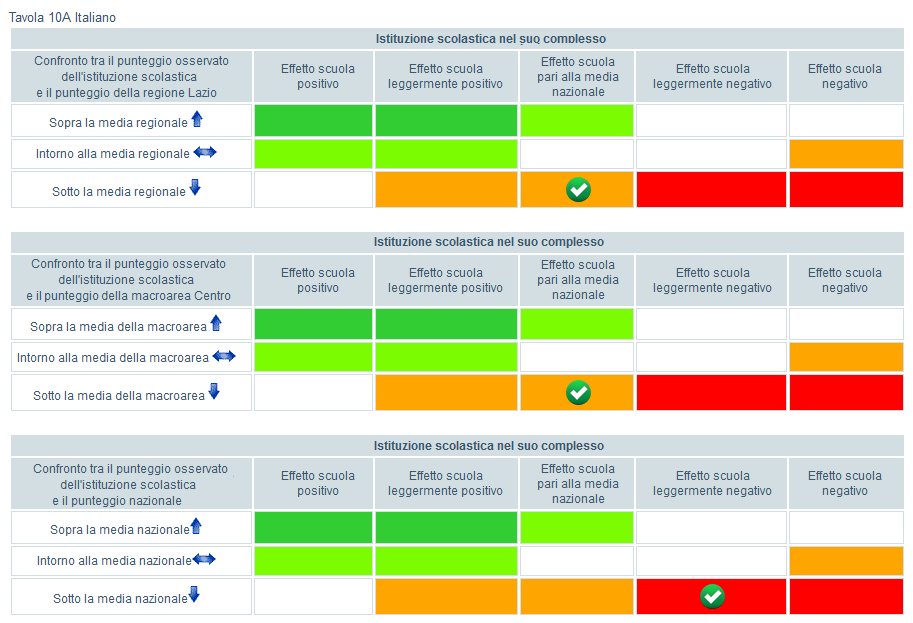 Tavola 10A Italiano
Istituzione scolastica nel suo complesso
Confronto tra il punteggio osservato
dell'istituzione scolastica
e il punteggio della regione Lazio
Effetto scuola
positivo
Effetto scuola
leggermente positivo
Effetto scuola
pari alla media
nazionale
Effetto scuola
leggermente negativo
Effetto scuola
negativo
Sopra la media regionale
Intorno alla media regionale
Sotto la media regionale
Istituzione scolastica nel suo complesso
Confronto tra il punteggio osservato
dell'istituzione scolastica
e il punteggio della macroarea Centro
Effetto scuola
positivo
Effetto scuola
leggermente positivo
Effetto scuola
pari alla media
nazionale
Effetto scuola
leggermente negativo
Effetto scuola
negativo
Sopra la media della macroarea
Intorno alla media della macroarea
Sotto la media della macroarea
Istituzione scolastica nel suo complesso
Confronto tra il punteggio osservato
dell'istituzione scolastica
e il punteggio nazionale
Effetto scuola
positivo
Effetto scuola
leggermente positivo
Effetto scuola
pari alla media
nazionale
Effetto scuola
leggermente negativo
Effetto scuola
negativo
Sopra la media nazionale
Intorno alla media nazionale
Sotto la media nazionale